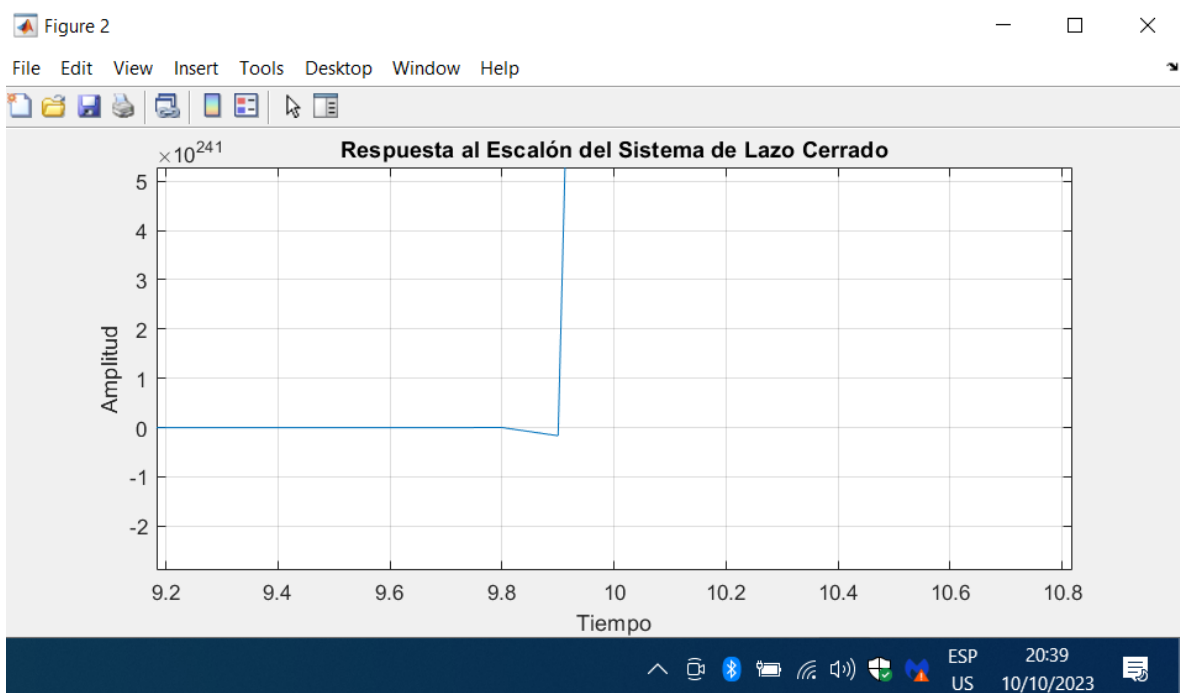 Figure 2
File Edit View Insert Tools Desktop Window Help
×10^241
Respuesta al Escalón del Sistema de Lazo Cerrado
5
4
3
2
1
0
-1
-2
Amplitud
9.2 9.4 9.6 9.8 10 10.2 10.4 10.6 10.8
Tiempo
ESP 20:39
US 10/10/2023